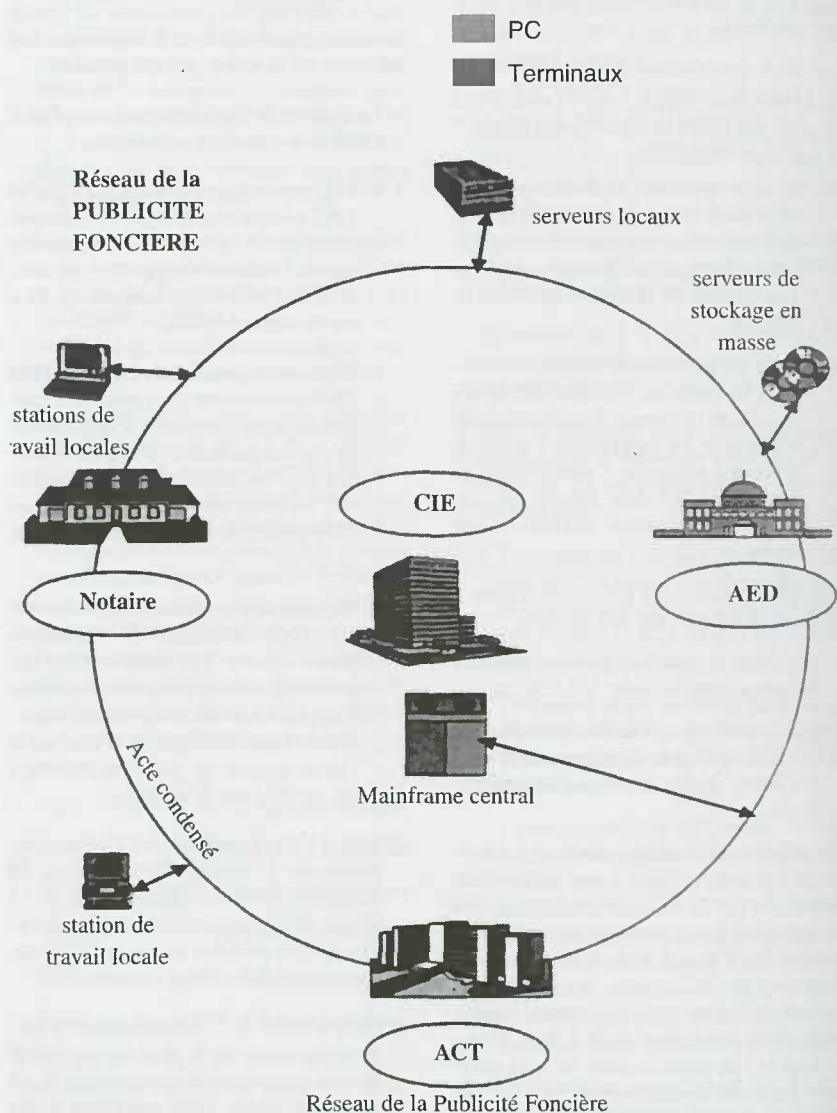 PC
Terminaux
Réseau de la
PUBLICITE
FONCIERE
serveurs locaux
serveurs de
stockage en
masse
stations de
avail locales
CIE
Notaire
AED
Acte condensé
Mainframe central
station de
travail locale
ACT
Réseau de la Publicité Foncière